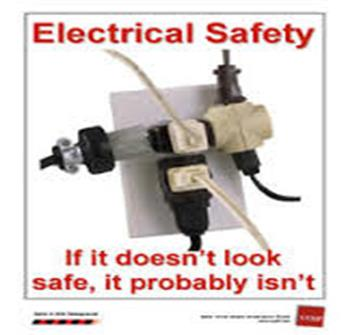 Electrical Safety
If it doesn't look
safe, it probably isn't